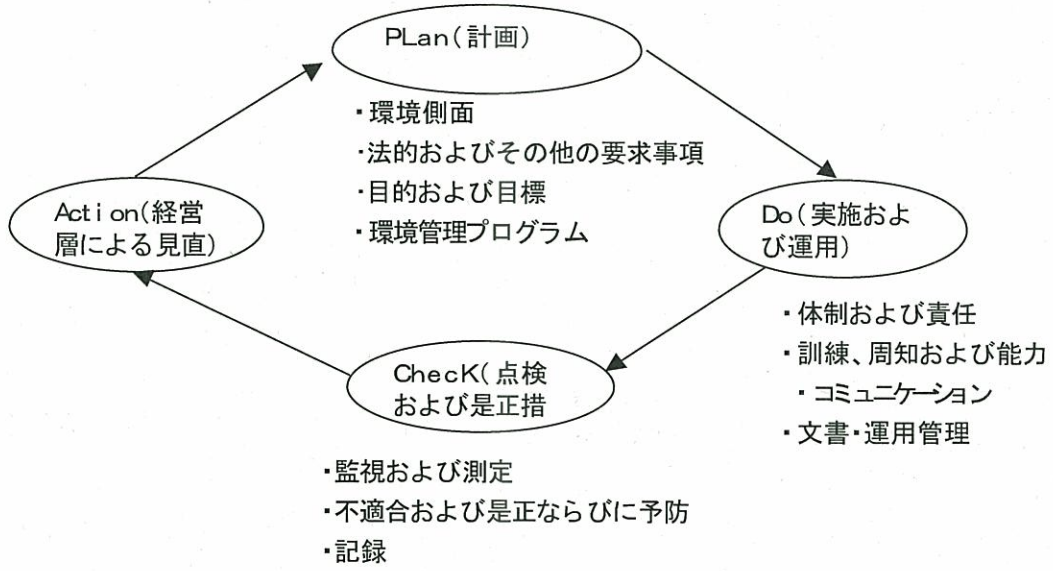 PLan(計画)
・環境側面
・法的およびその他の要求事項
・目的および目標
・環境管理プログラム
Action(経営
層による見直)
Do(実施およ
び運用)
・体制および責任
・訓練、周知および能力
・コミュニケーション
・文書・運用管理
ChecK(点検
および是正措
・監視および測定
・不適合および是正ならびに予防
・記録